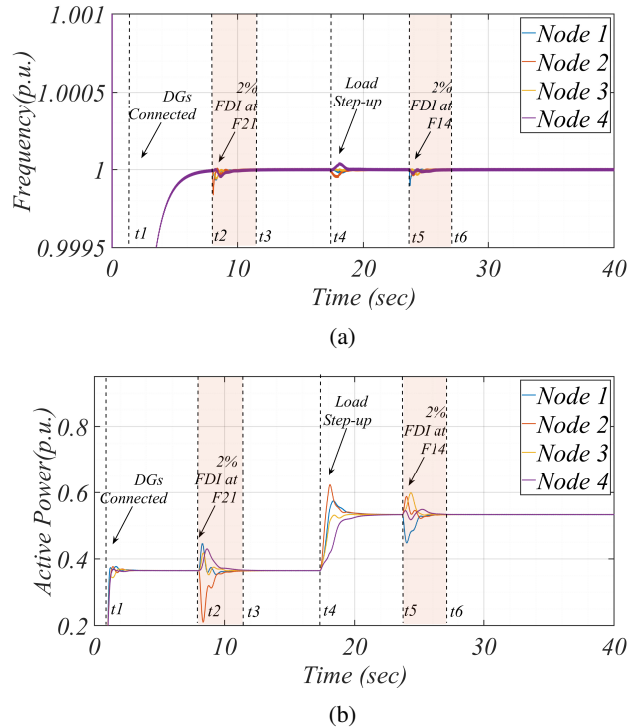 1.001
1.0005
1
0.9995
Frequency(p.u.)
DGs
Connected
2%
FDI at
F21
Load
Step-up
2%
FDI at
F14
Node 1
Node 2
Node 3
Node 4
t1
t2
t3
t4
t5
t6
0
10
20
30
40
Time (sec)
(a)
0.8
0.6
0.4
0.2
Active Power(p.u.)
DGs
Connected
2%
FDI at
F21
Load
Step-up
2%
FDI at
F14
Node 1
Node 2
Node 3
Node 4
t1
t2
t3
t4
t5
t6
0
10
20
30
40
Time (sec)
(b)